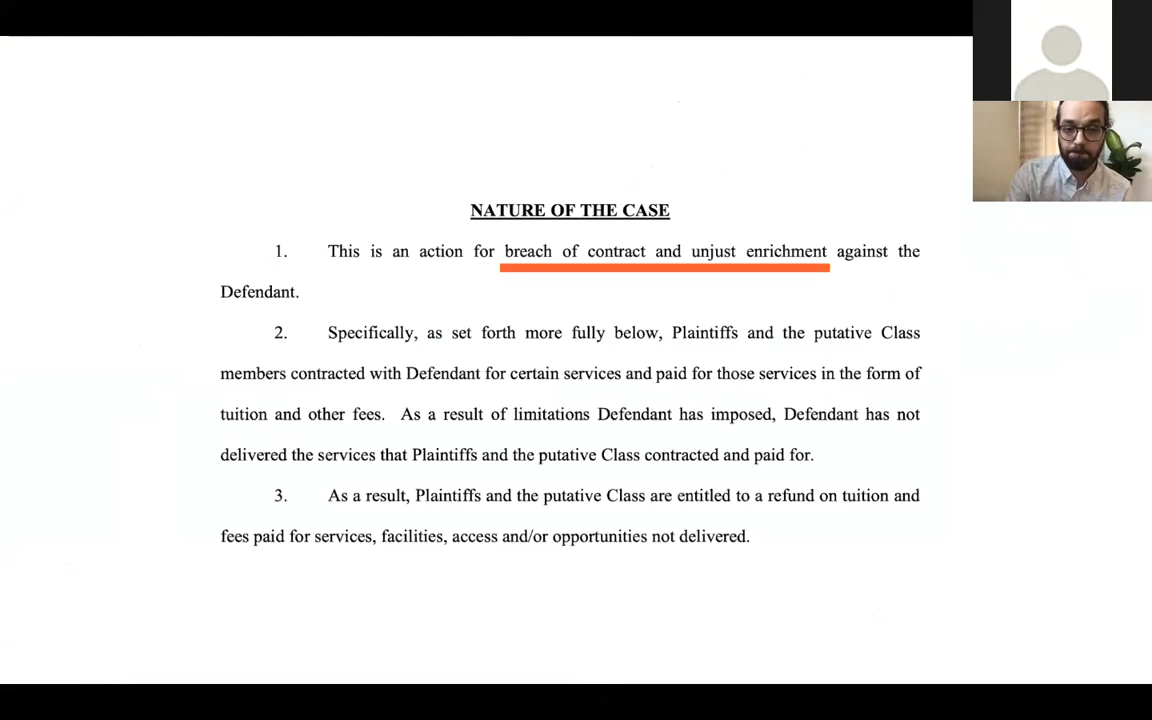 NATURE OF THE CASE
1. This is an action for breach of contract and unjust enrichment against the
Defendant.
2. Specifically, as set forth more fully below, Plaintiffs and the putative Class
members contracted with Defendant for certain services and paid for those services in the form of
tuition and other fees. As a result of limitations Defendant has imposed, Defendant has not
delivered the services that Plaintiffs and the putative Class contracted and paid for.
3. As a result, Plaintiffs and the putative Class are entitled to a refund on tuition and
fees paid for services, facilities, access and/or opportunities not delivered.